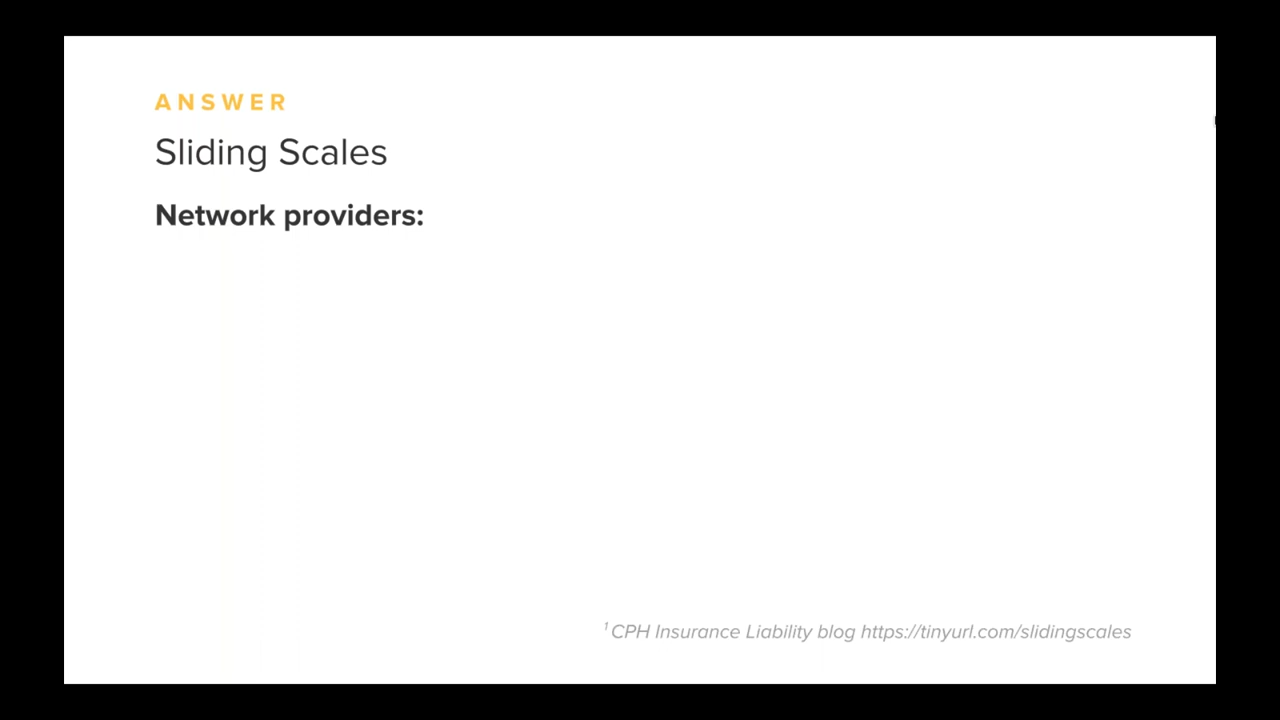 ANSWER
Sliding Scales
Network providers:
¹ CPH Insurance Liability blog https://tinyurl.com/slidingscales